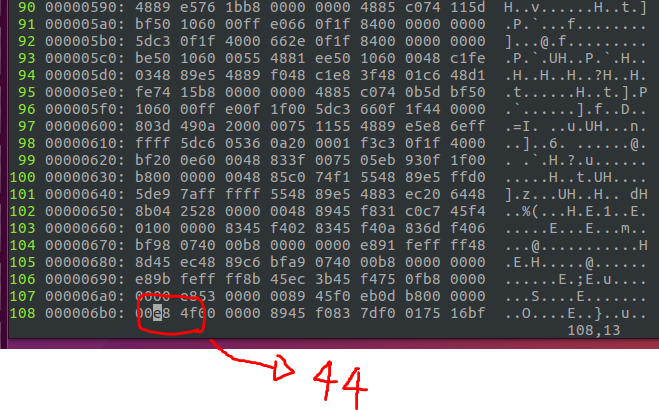 90 00000590: 4889 e576 1bb8 0000 0000 4885 c074 115d  H..v......H..t.]
91 000005a0: bf50 1060 00ff e066 0f1f 8400 0000 0000  .P.`...f........
92 000005b0: 5dc3 0f1f 4000 662e 0f1f 8400 0000 0000  ]...@.f.........
93 000005c0: be50 1060 0055 4881 ee50 1060 0048 c1fe  .P.`.UH..P.`.H..
94 000005d0: 0348 89e5 4889 f048 c1e8 3f48 01c6 48d1  .H..H..H..?H..H.
95 000005e0: fe74 15b8 0000 0000 4885 c074 0b5d bf50  .t......H..t.].P
96 000005f0: 1060 00ff e00f 1f00 5dc3 660f 1f44 0000  .`......].f..D..
97 00000600: 803d 490a 2000 0075 1155 4889 e5e8 6eff  .=I. ..u.UH...n.
98 00000610: ffff 5dc6 0536 0a20 0001 f3c3 0f1f 4000  ..]..6. ......@.
99 00000620: bf20 0e60 0048 833f 0075 05eb 930f 1f00  . .`.H.?.u......
100 00000630: b800 0000 0048 85c0 74f1 5548 89e5 ffd0  .....H..t.UH....
101 00000640: 5de9 7aff ffff 5548 89e5 4883 ec20 6448  ].z...UH..H.. dH
102 00000650: 8b04 2528 0000 0048 8945 f831 c0c7 45f4  ..%(...H.E.1..E.
103 00000660: 0100 0000 8345 f402 8345 f40a 836d f406  .....E...E...m..
104 00000670: bf98 0740 00b8 0000 0000 e891 feff ff48  ...@...........H
105 00000680: 8d45 ec48 89c6 bfa9 0740 00b8 0000 0000  .E.H.....@......
106 00000690: e89b feff ff8b 45ec 3b45 f475 0fb8 0000  ......E.;E.u....
107 000006a0: 0000 e853 0000 0089 45f0 eb0d b800 0000  ...S....E.......
108 000006b0: 00e8 4f00 0000 8945 f083 7df0 0175 16bf  ..O....E..}..u..
108,13
44